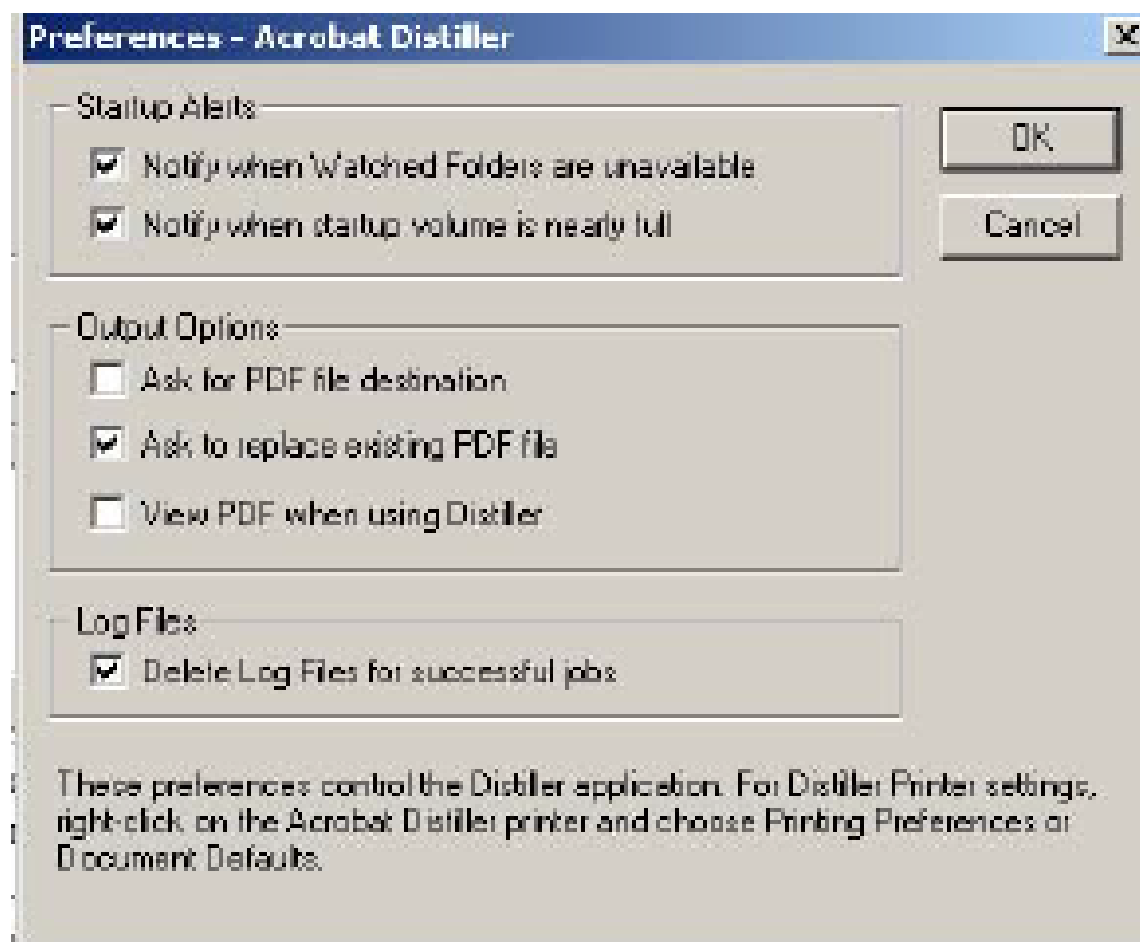 Preferences - Acrobat Distiller
Startup Alerts
Notify when Watched Folders are unavailable
Notify when startup volume is nearly full
OK
Cancel
Output Options
Ask for PDF file destination
Ask to replace existing PDF file
View PDF when using Distiller
Log Files
Delete Log Files for successful jobs
These preferences control the Distiller application. For Distiller Printer settings,
right-click on the Acrobat Distiller printer and choose Printing Preferences or
Document Defaults.